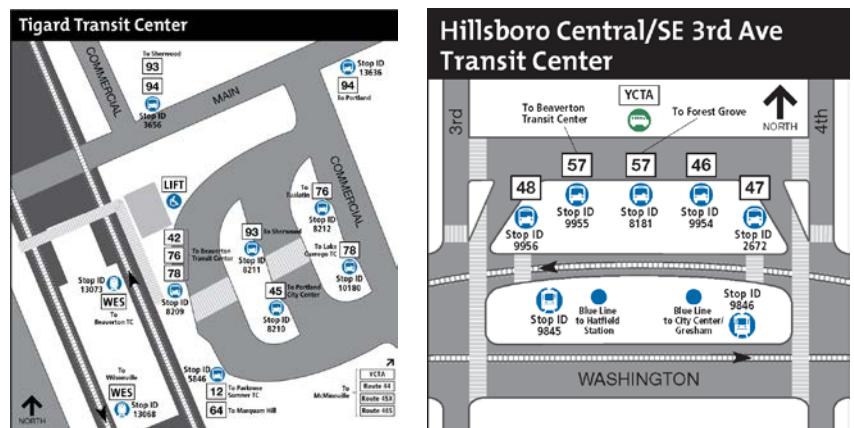 Tigard Transit Center
COMMERCIAL
To Sherwood
93
94
Stop ID
3656
MAIN
Stop ID
13636
94
To Portland
LIFT
COMMERCIAL
To
Tualatin
76
Stop ID
8212
42
76
78
To Beaverton
Transit Center
Stop ID
8209
93
To Sherwood
Stop ID
8211
To Lake
Oswego TC
78
Stop ID
10180
45
To Portland
City Center
Stop ID
8210
Stop ID
13073
WES
To
Beaverton TC
To
Wilsonville
WES
Stop ID
13068
Stop ID
5846
12
To Parkrose
Sumner TC
64
To Marquam Hill
To
McMinnville
YCTA
Route 44
Route 45X
Route 46S
NORTH
Hillsboro Central/SE 3rd Ave
Transit Center
3rd
4th
YCTA
NORTH
To Beaverton
Transit Center
To Forest Grove
48
Stop ID
9956
57
Stop ID
9955
57
Stop ID
8181
46
Stop ID
9954
47
Stop ID
2672
Stop ID
9845
Blue Line
to Hatfield
Station
Blue Line
to City Center/
Gresham
Stop ID
9846
WASHINGTON